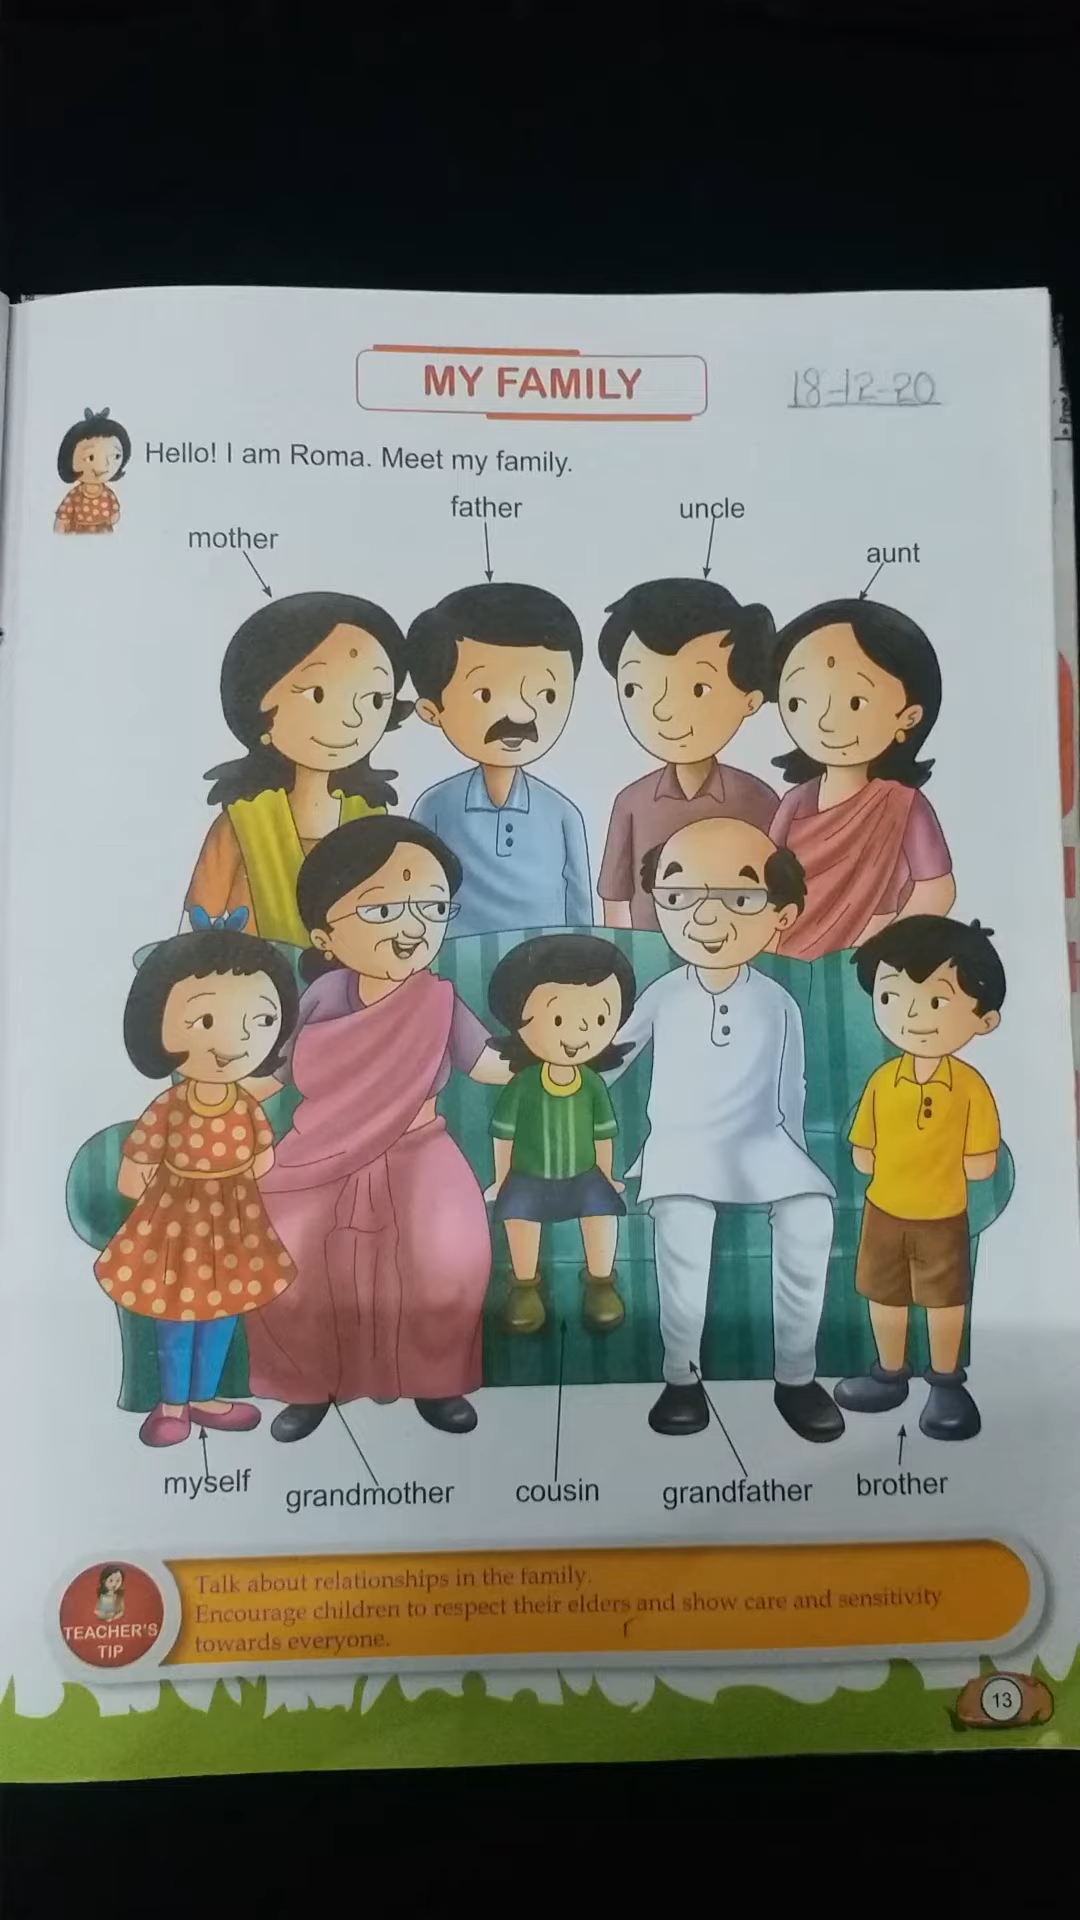 MY FAMILY
18-12-20
Hello! I am Roma. Meet my family.
father
uncle
mother
aunt
myself
grandmother
cousin
grandfather
brother
TEACHER'S
TIP
Talk about relationships in the family.
Encourage children to respect their elders and show care and sensitivity
towards everyone.
13